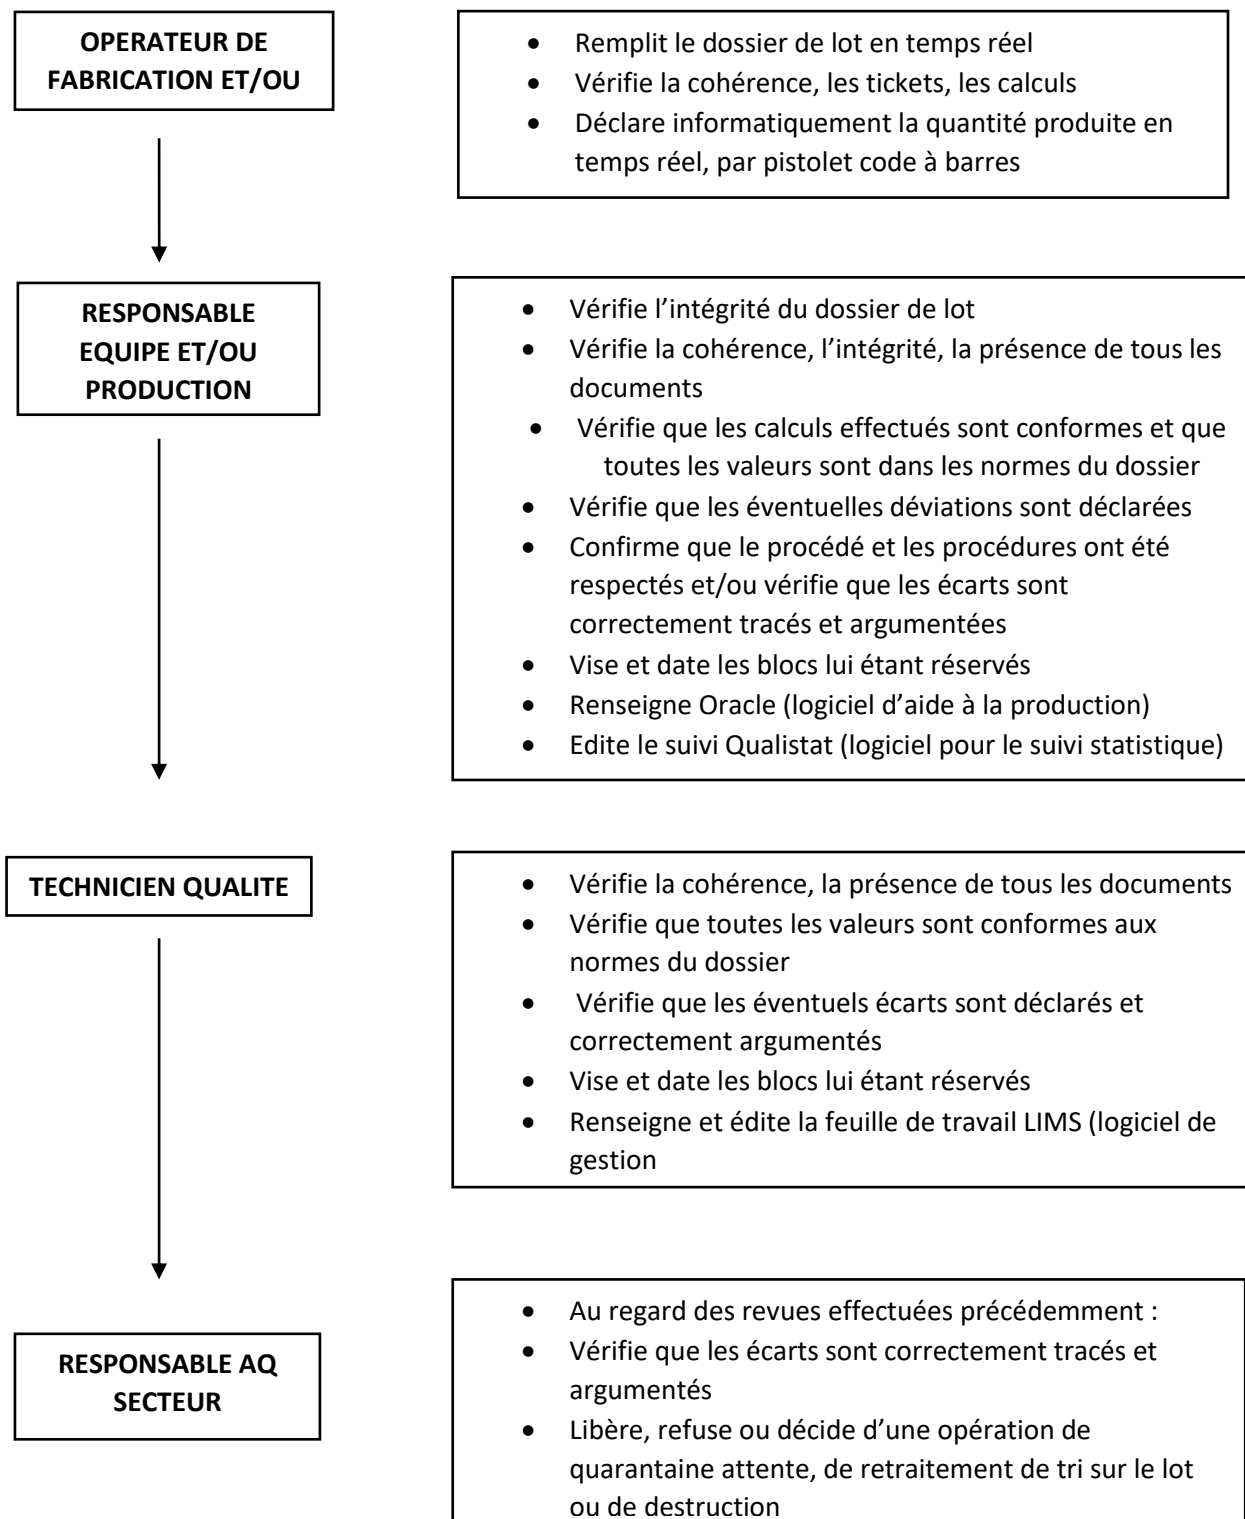 OPERATEUR DE
FABRICATION ET/OU
• Remplit le dossier de lot en temps réel
• Vérifie la cohérence, les tickets, les calculs
• Déclare informatiquement la quantité produite en
temps réel, par pistolet code à barres
RESPONSABLE
EQUIPE ET/OU
PRODUCTION
• Vérifie l’intégrité du dossier de lot
• Vérifie la cohérence, l’intégrité, la présence de tous les
documents
• Vérifie que les calculs effectués sont conformes et que
toutes les valeurs sont dans les normes du dossier
• Vérifie que les éventuelles déviations sont déclarées
• Confirme que le procédé et les procédures ont été
respectés et/ou vérifie que les écarts sont
correctement tracés et argumentées
• Vise et date les blocs lui étant réservés
• Renseigne Oracle (logiciel d’aide à la production)
• Edite le suivi Qualistat (logiciel pour le suivi statistique)
TECHNICIEN QUALITE
• Vérifie la cohérence, la présence de tous les documents
• Vérifie que toutes les valeurs sont conformes aux
normes du dossier
• Vérifie que les éventuels écarts sont déclarés et
correctement argumentés
• Vise et date les blocs lui étant réservés
• Renseigne et édite la feuille de travail LIMS (logiciel de
gestion
RESPONSABLE AQ
SECTEUR
• Au regard des revues effectuées précédemment :
• Vérifie que les écarts sont correctement tracés et
argumentés
• Libère, refuse ou décide d’une opération de
quarantaine attente, de retraitement de tri sur le lot
ou de destruction